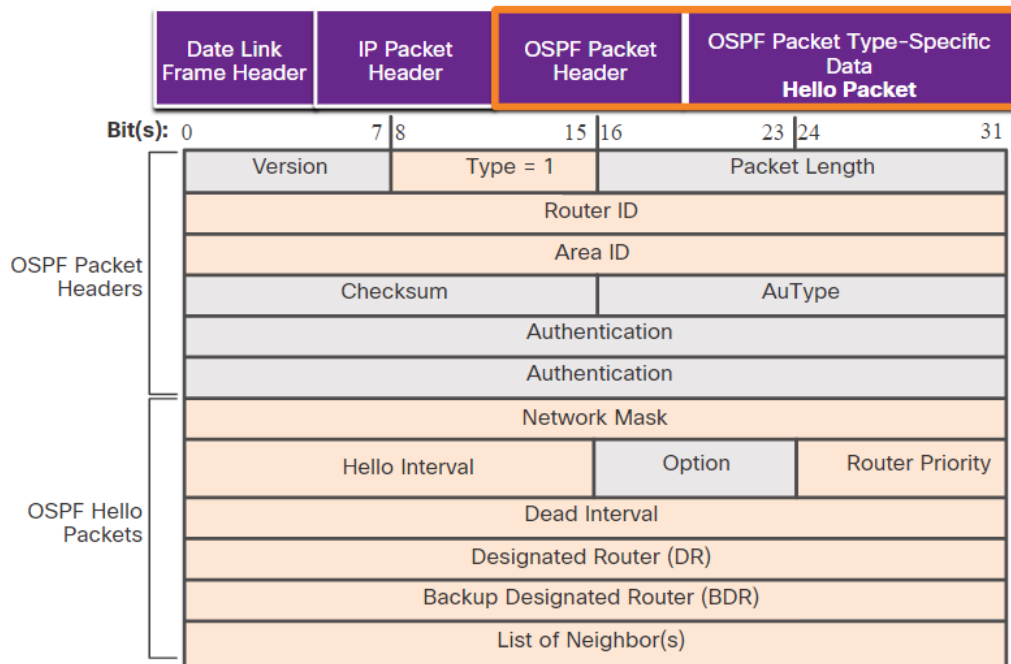 Date Link
Frame Header
IP Packet
Header
OSPF Packet
Header
OSPF Packet Type-Specific
Data
Hello Packet
Bit(s): 0 7 8 15 16 23 24 31
Version Type = 1 Packet Length
Router ID
Area ID
OSPF Packet
Headers
Checksum AuType
Authentication
Authentication
Network Mask
Hello Interval Option Router Priority
OSPF Hello
Packets
Dead Interval
Designated Router (DR)
Backup Designated Router (BDR)
List of Neighbor(s)